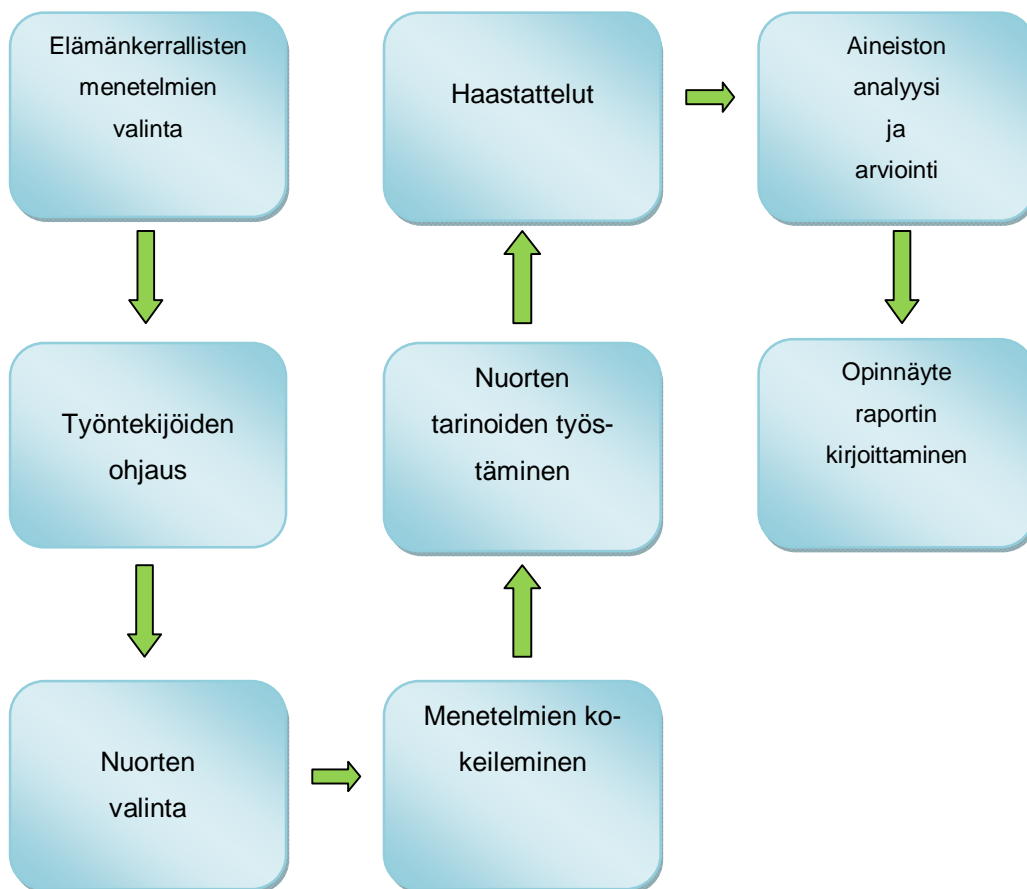 Elämänkerrallisten
menetelmien
valinta
Työntekijöiden
ohjaus
Nuorten
valinta
Menetelmien ko-
keileminen
Nuorten
tarinoiden työs-
täminen
Haastattelut
Aineiston
analyysi
ja
arviointi
Opinnäyte
raportin
kirjoittaminen